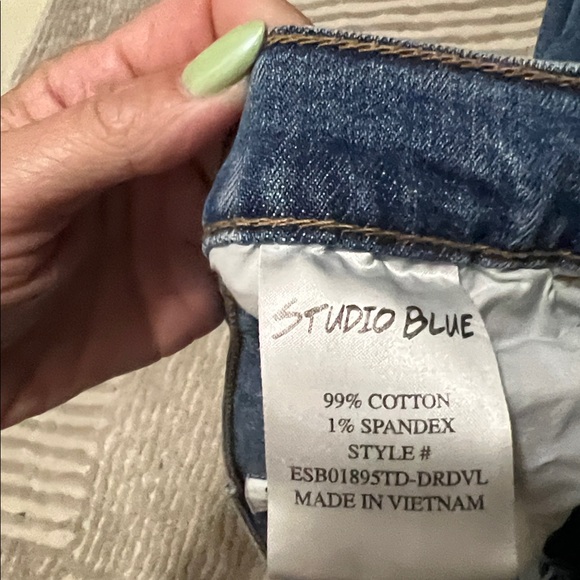 STUDIO BLUE
99% COTTON
1% SPANDEX
STYLE #
ESB01895TD-DRDVL
MADE IN VIETNAM